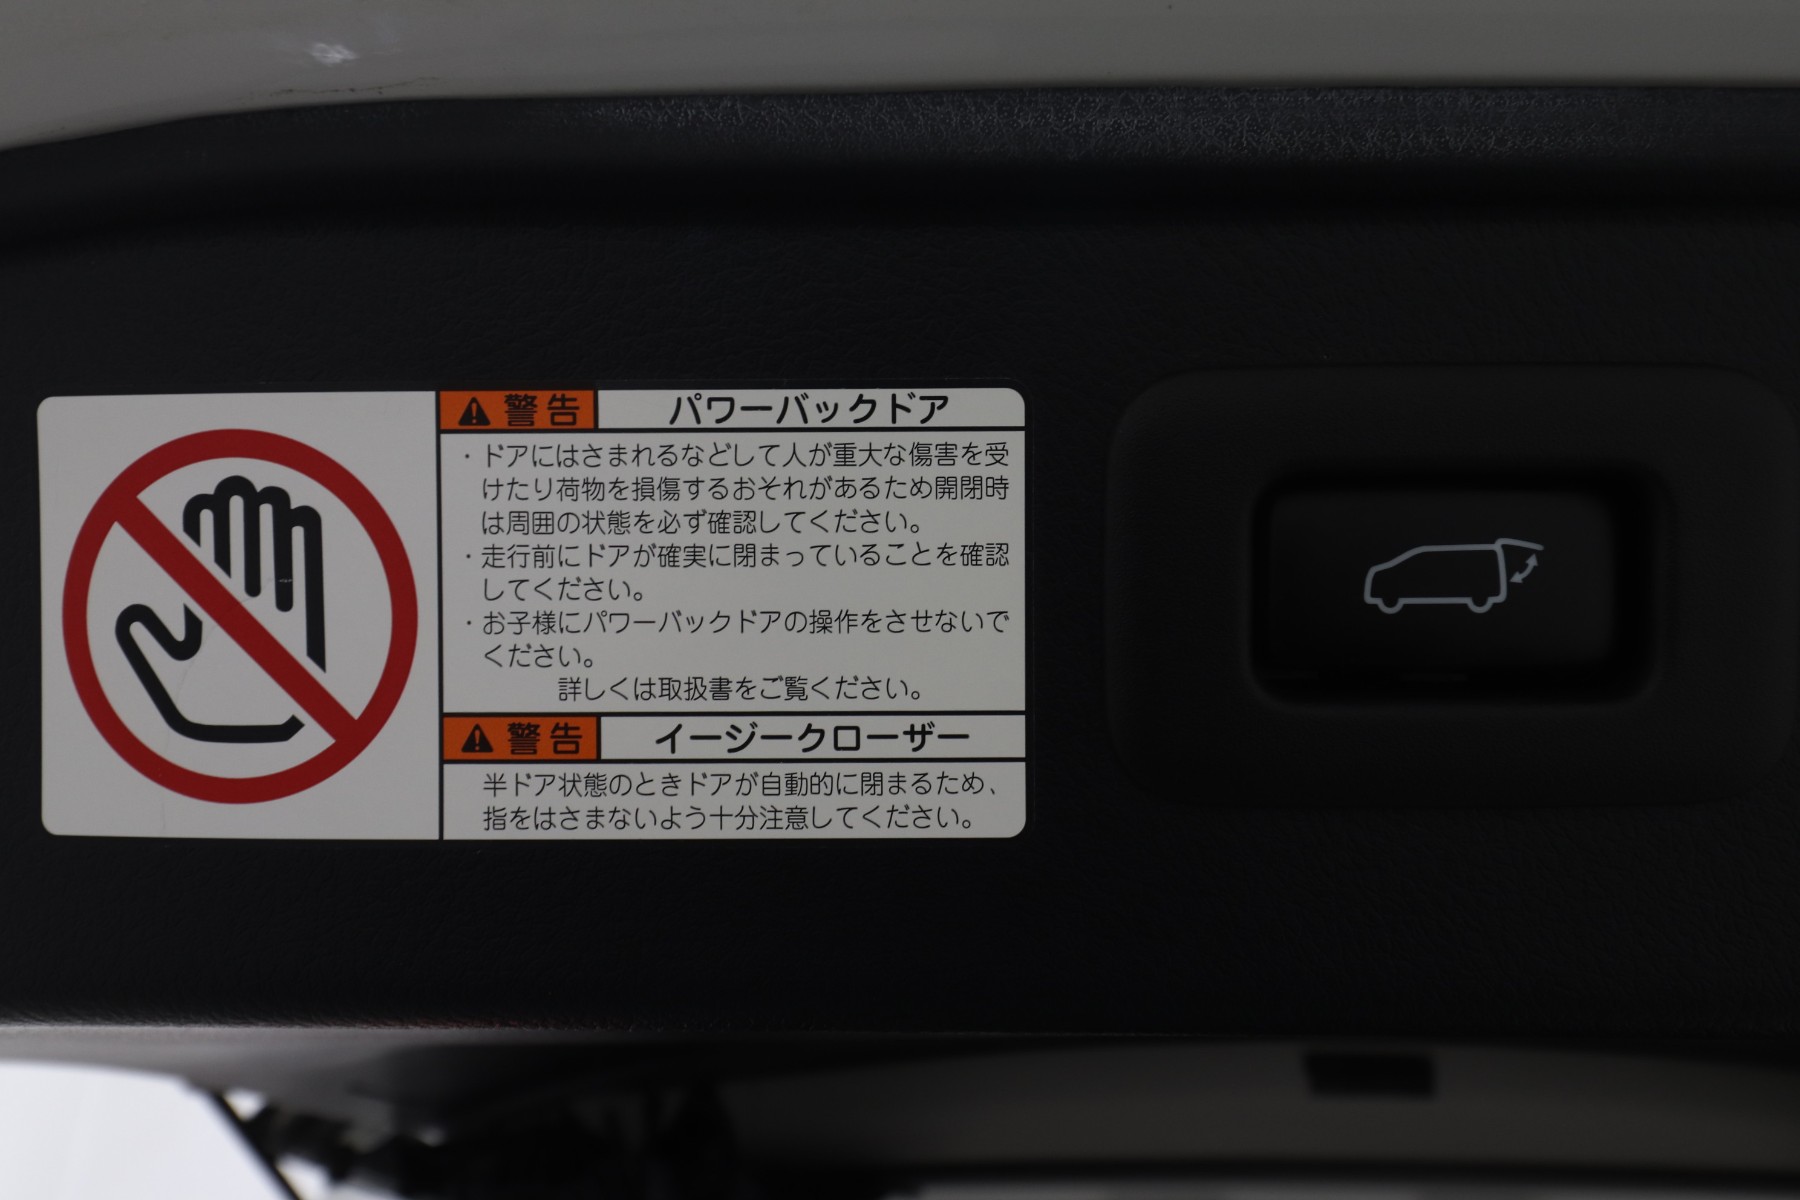 警告 パワーバックドア
・ドアにはさまれるなどして人が重大な傷害を受
けたり荷物を損傷するおそれがあるため開閉時
は周囲の状態を必ず確認してください。
・走行前にドアが確実に閉まっていることを確認
してください。
・お子様にパワーバックドアの操作をさせないで
ください。
詳しくは取扱書をご覧ください。
警告 イージークローザー
半ドア状態のときドアが自動的に閉まるため、
指をはさまないよう十分注意してください。